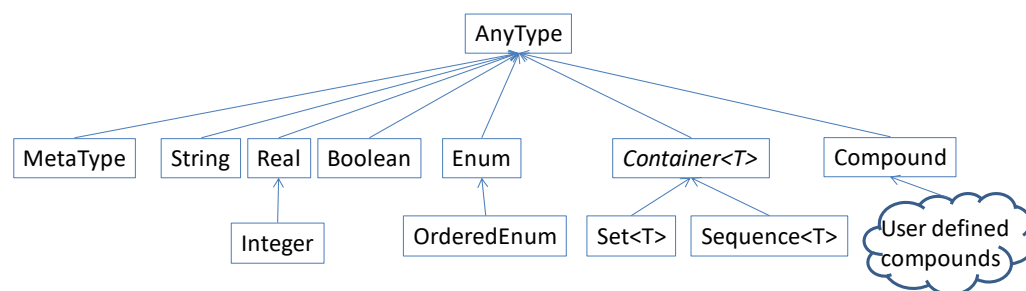 AnyType
MetaType
String
Real
Boolean
Enum
Container<T>
Compound
Integer
OrderedEnum
Set<T>
Sequence<T>
User defined
compounds